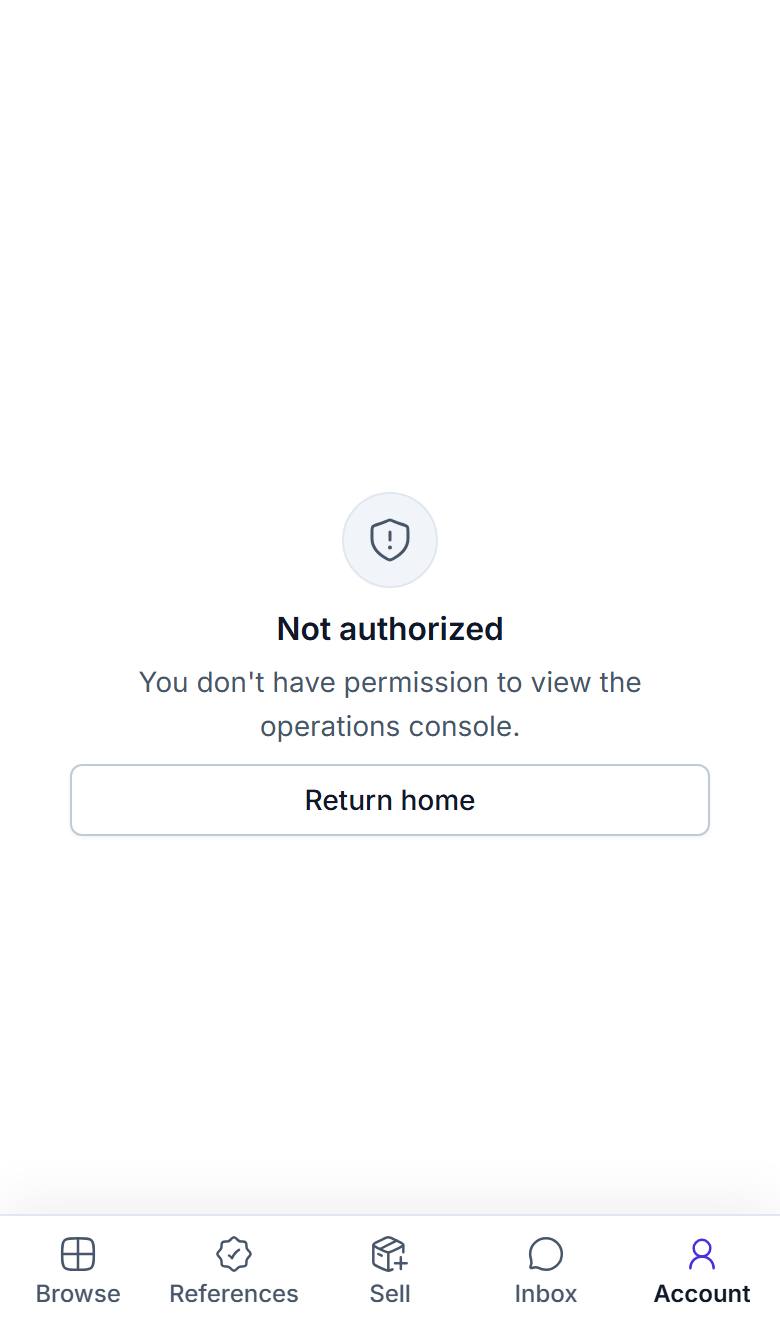 Not authorized
You don't have permission to view the
operations console.
Return home
Browse
References
Sell
Inbox
Account